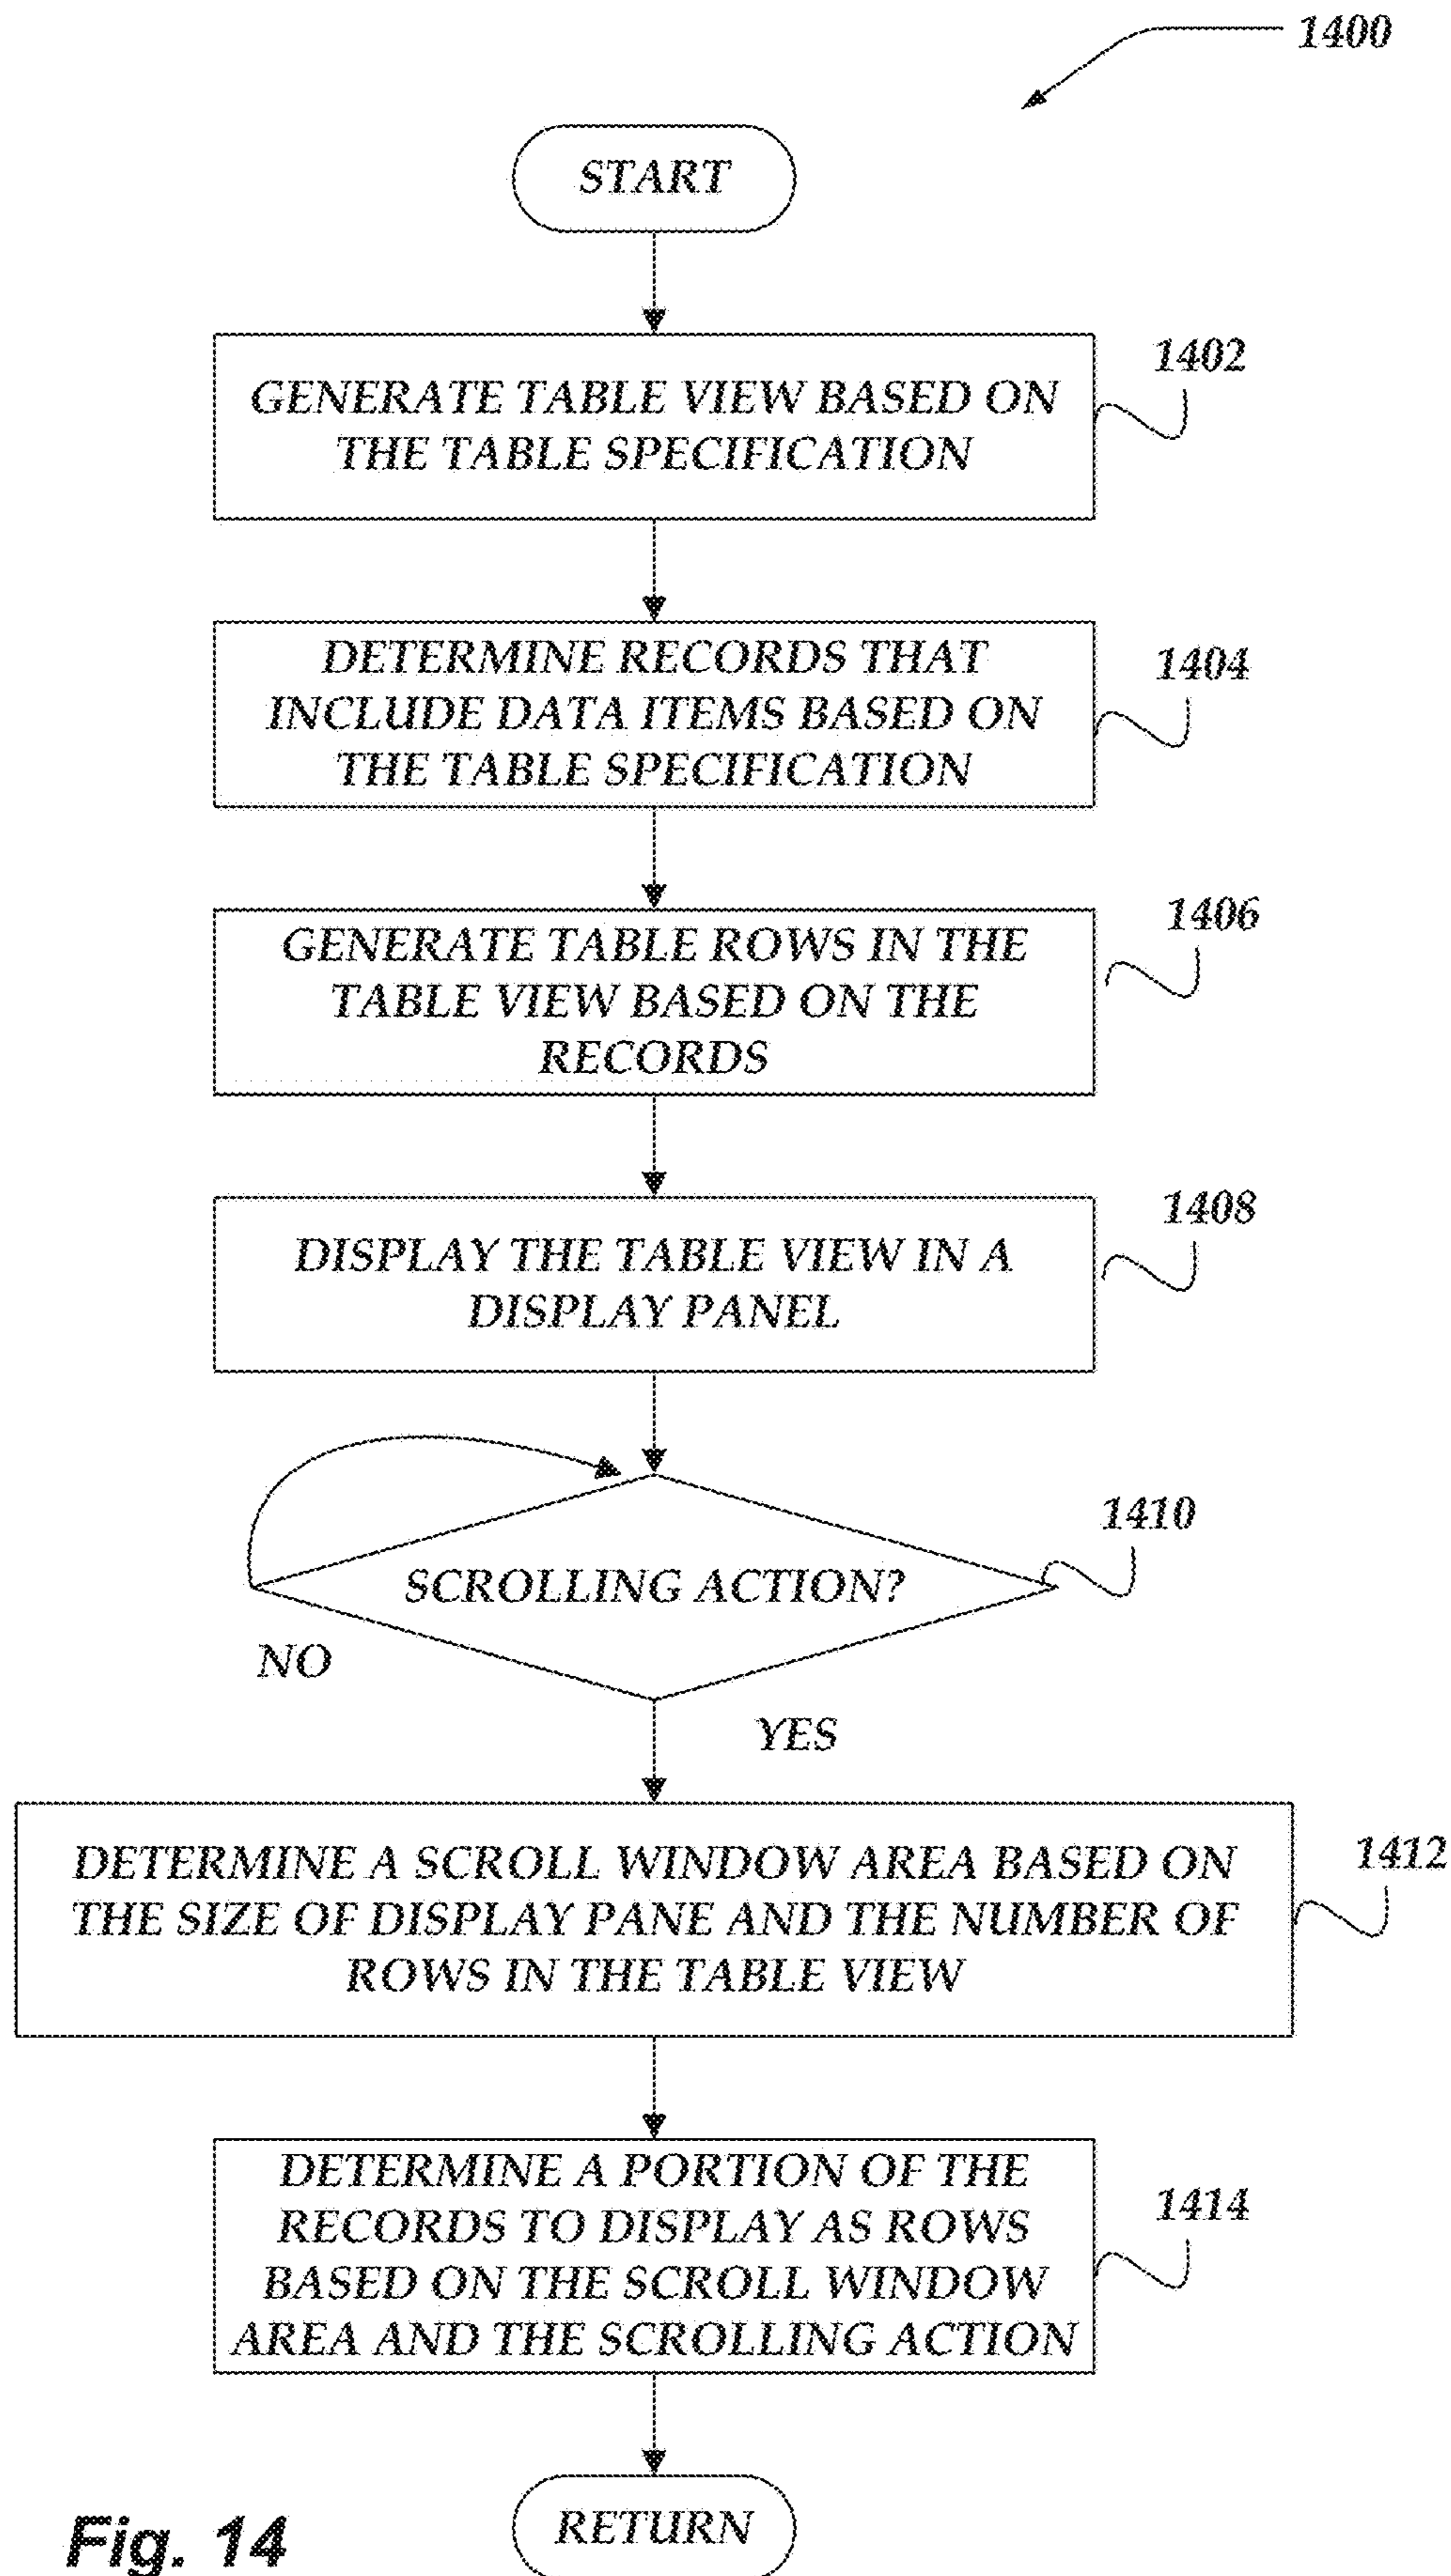 1400
START
1402
GENERATE TABLE VIEW BASED ON
THE TABLE SPECIFICATION
1404
DETERMINE RECORDS THAT
INCLUDE DATA ITEMS BASED ON
THE TABLE SPECIFICATION
1406
GENERATE TABLE ROWS IN THE
TABLE VIEW BASED ON THE
RECORDS
1408
DISPLAY THE TABLE VIEW IN A
DISPLAY PANEL
1410
SCROLLING ACTION?
NO
YES
1412
DETERMINE A SCROLL WINDOW AREA BASED ON
THE SIZE OF DISPLAY PANE AND THE NUMBER OF
ROWS IN THE TABLE VIEW
1414
DETERMINE A PORTION OF THE
RECORDS TO DISPLAY AS ROWS
BASED ON THE SCROLL WINDOW
AREA AND THE SCROLLING ACTION
RETURN
Fig. 14